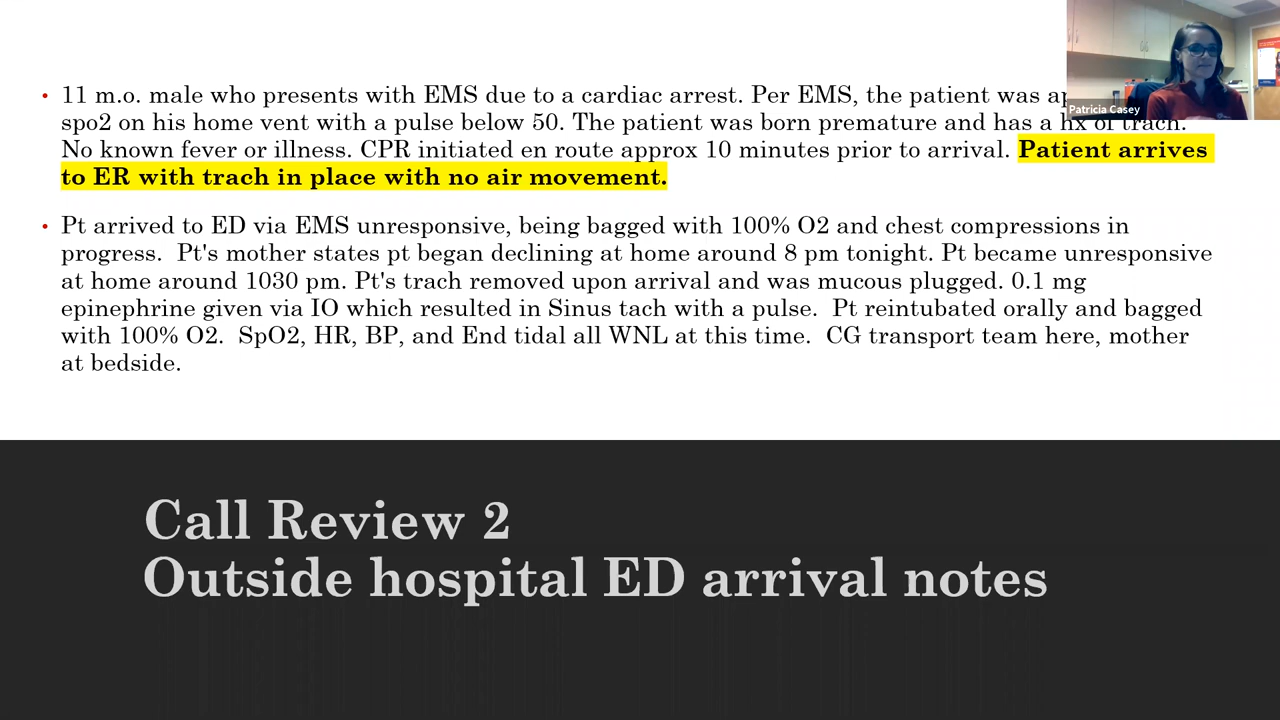 11 m.o. male who presents with EMS due to a cardiac arrest. Per EMS, the patient was
spo2 on his home vent with a pulse below 50. The patient was born premature and has a hx of trach.
No known fever or illness. CPR initiated en route approx 10 minutes prior to arrival. Patient arrives
to ER with trach in place with no air movement.
Pt arrived to ED via EMS unresponsive, being bagged with 100% O2 and chest compressions in
progress.  Pt's mother states pt began declining at home around 8 pm tonight. Pt became unresponsive
at home around 1030 pm. Pt's trach removed upon arrival and was mucous plugged. 0.1 mg
epinephrine given via IO which resulted in Sinus tach with a pulse.  Pt reintubated orally and bagged
with 100% O2.  SpO2, HR, BP, and End tidal all WNL at this time.  CG transport team here, mother
at bedside.
Patricia Casey
Call Review 2
Outside hospital ED arrival notes